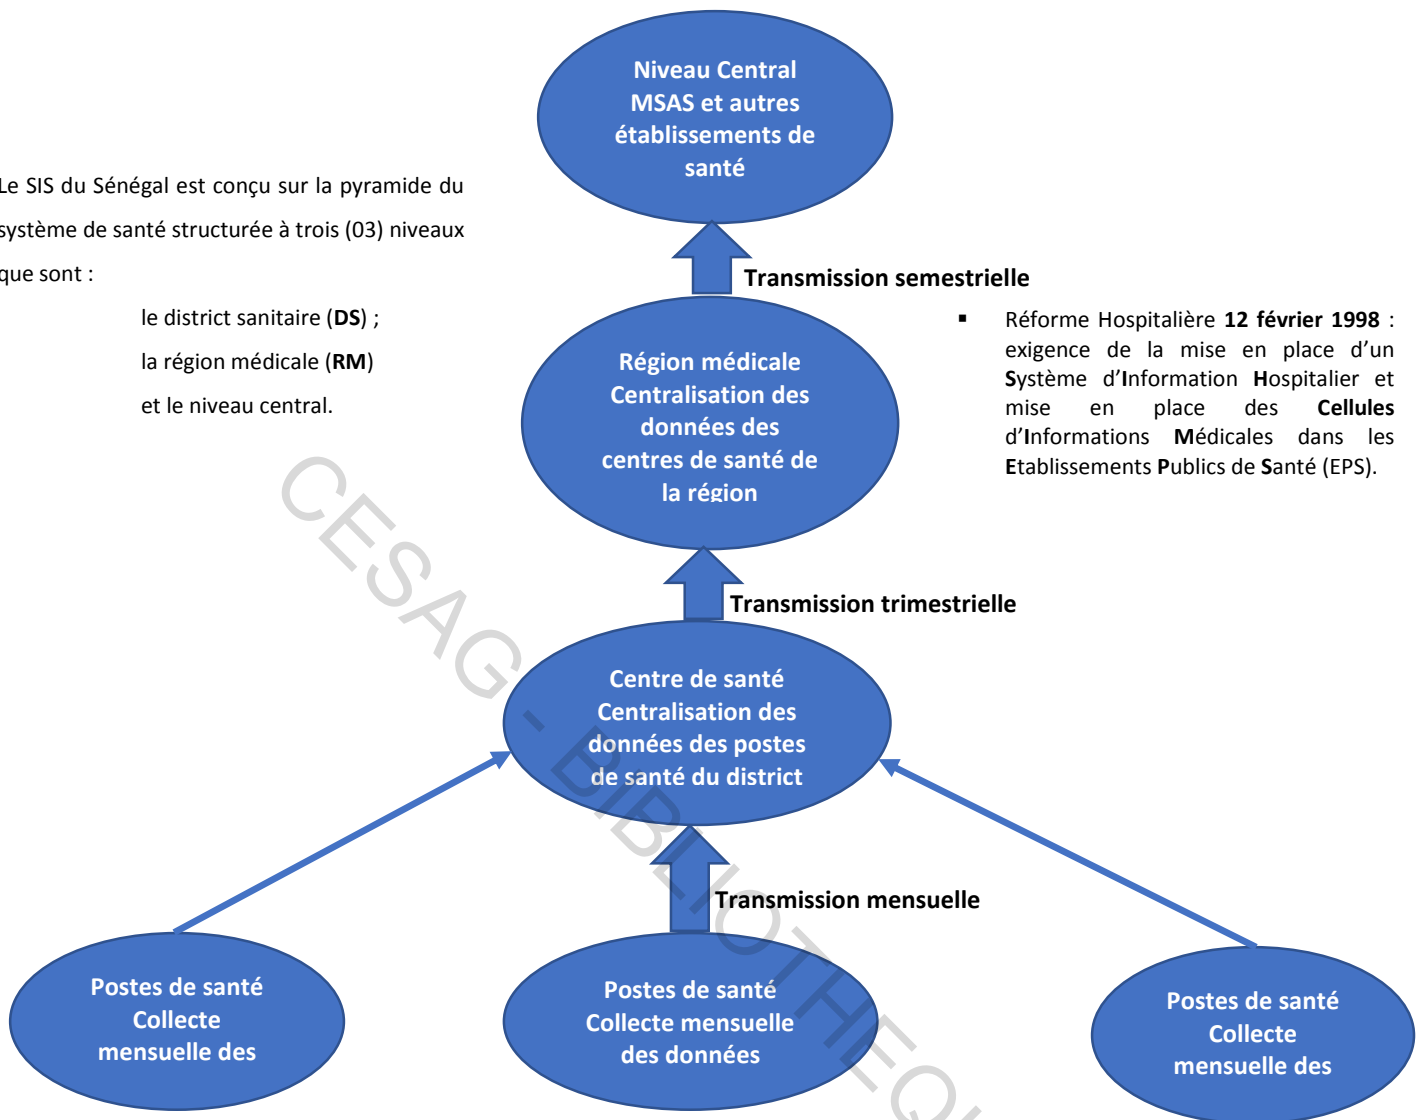 Niveau Central
MSAS et autres
établissements de
santé
Le SIS du Sénégal est conçu sur la pyramide du
système de santé structurée à trois (03) niveaux
que sont :
le district sanitaire (DS) ;
la région médicale (RM)
et le niveau central.
Transmission semestrielle
▪ Réforme Hospitalière 12 février 1998 :
exigence de la mise en place d’un
Système d’Information Hospitalier et
mise en place des Cellules
d’Informations Médicales dans les
Etablissements Publics de Santé (EPS).
Région médicale
Centralisation des
données des
centres de santé de
la région
Transmission trimestrielle
Centre de santé
Centralisation des
données des postes
de santé du district
Transmission mensuelle
Postes de santé
Collecte
mensuelle des
Postes de santé
Collecte mensuelle
des données
Postes de santé
Collecte
mensuelle des
CESAG - BIBLIOTHEQU